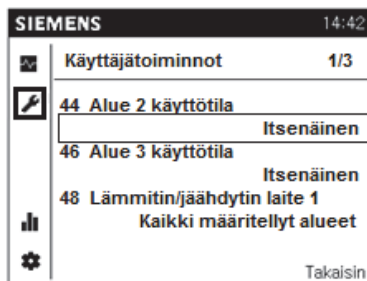 SIEMENS 14:42
Käyttäjätoiminnot 1/3
44 Alue 2 käyttötila
Itsenäinen
46 Alue 3 käyttötila
Itsenäinen
48 Lämmitin/jäähdytin laite 1
Kaikki määritellyt alueet
Takaisin